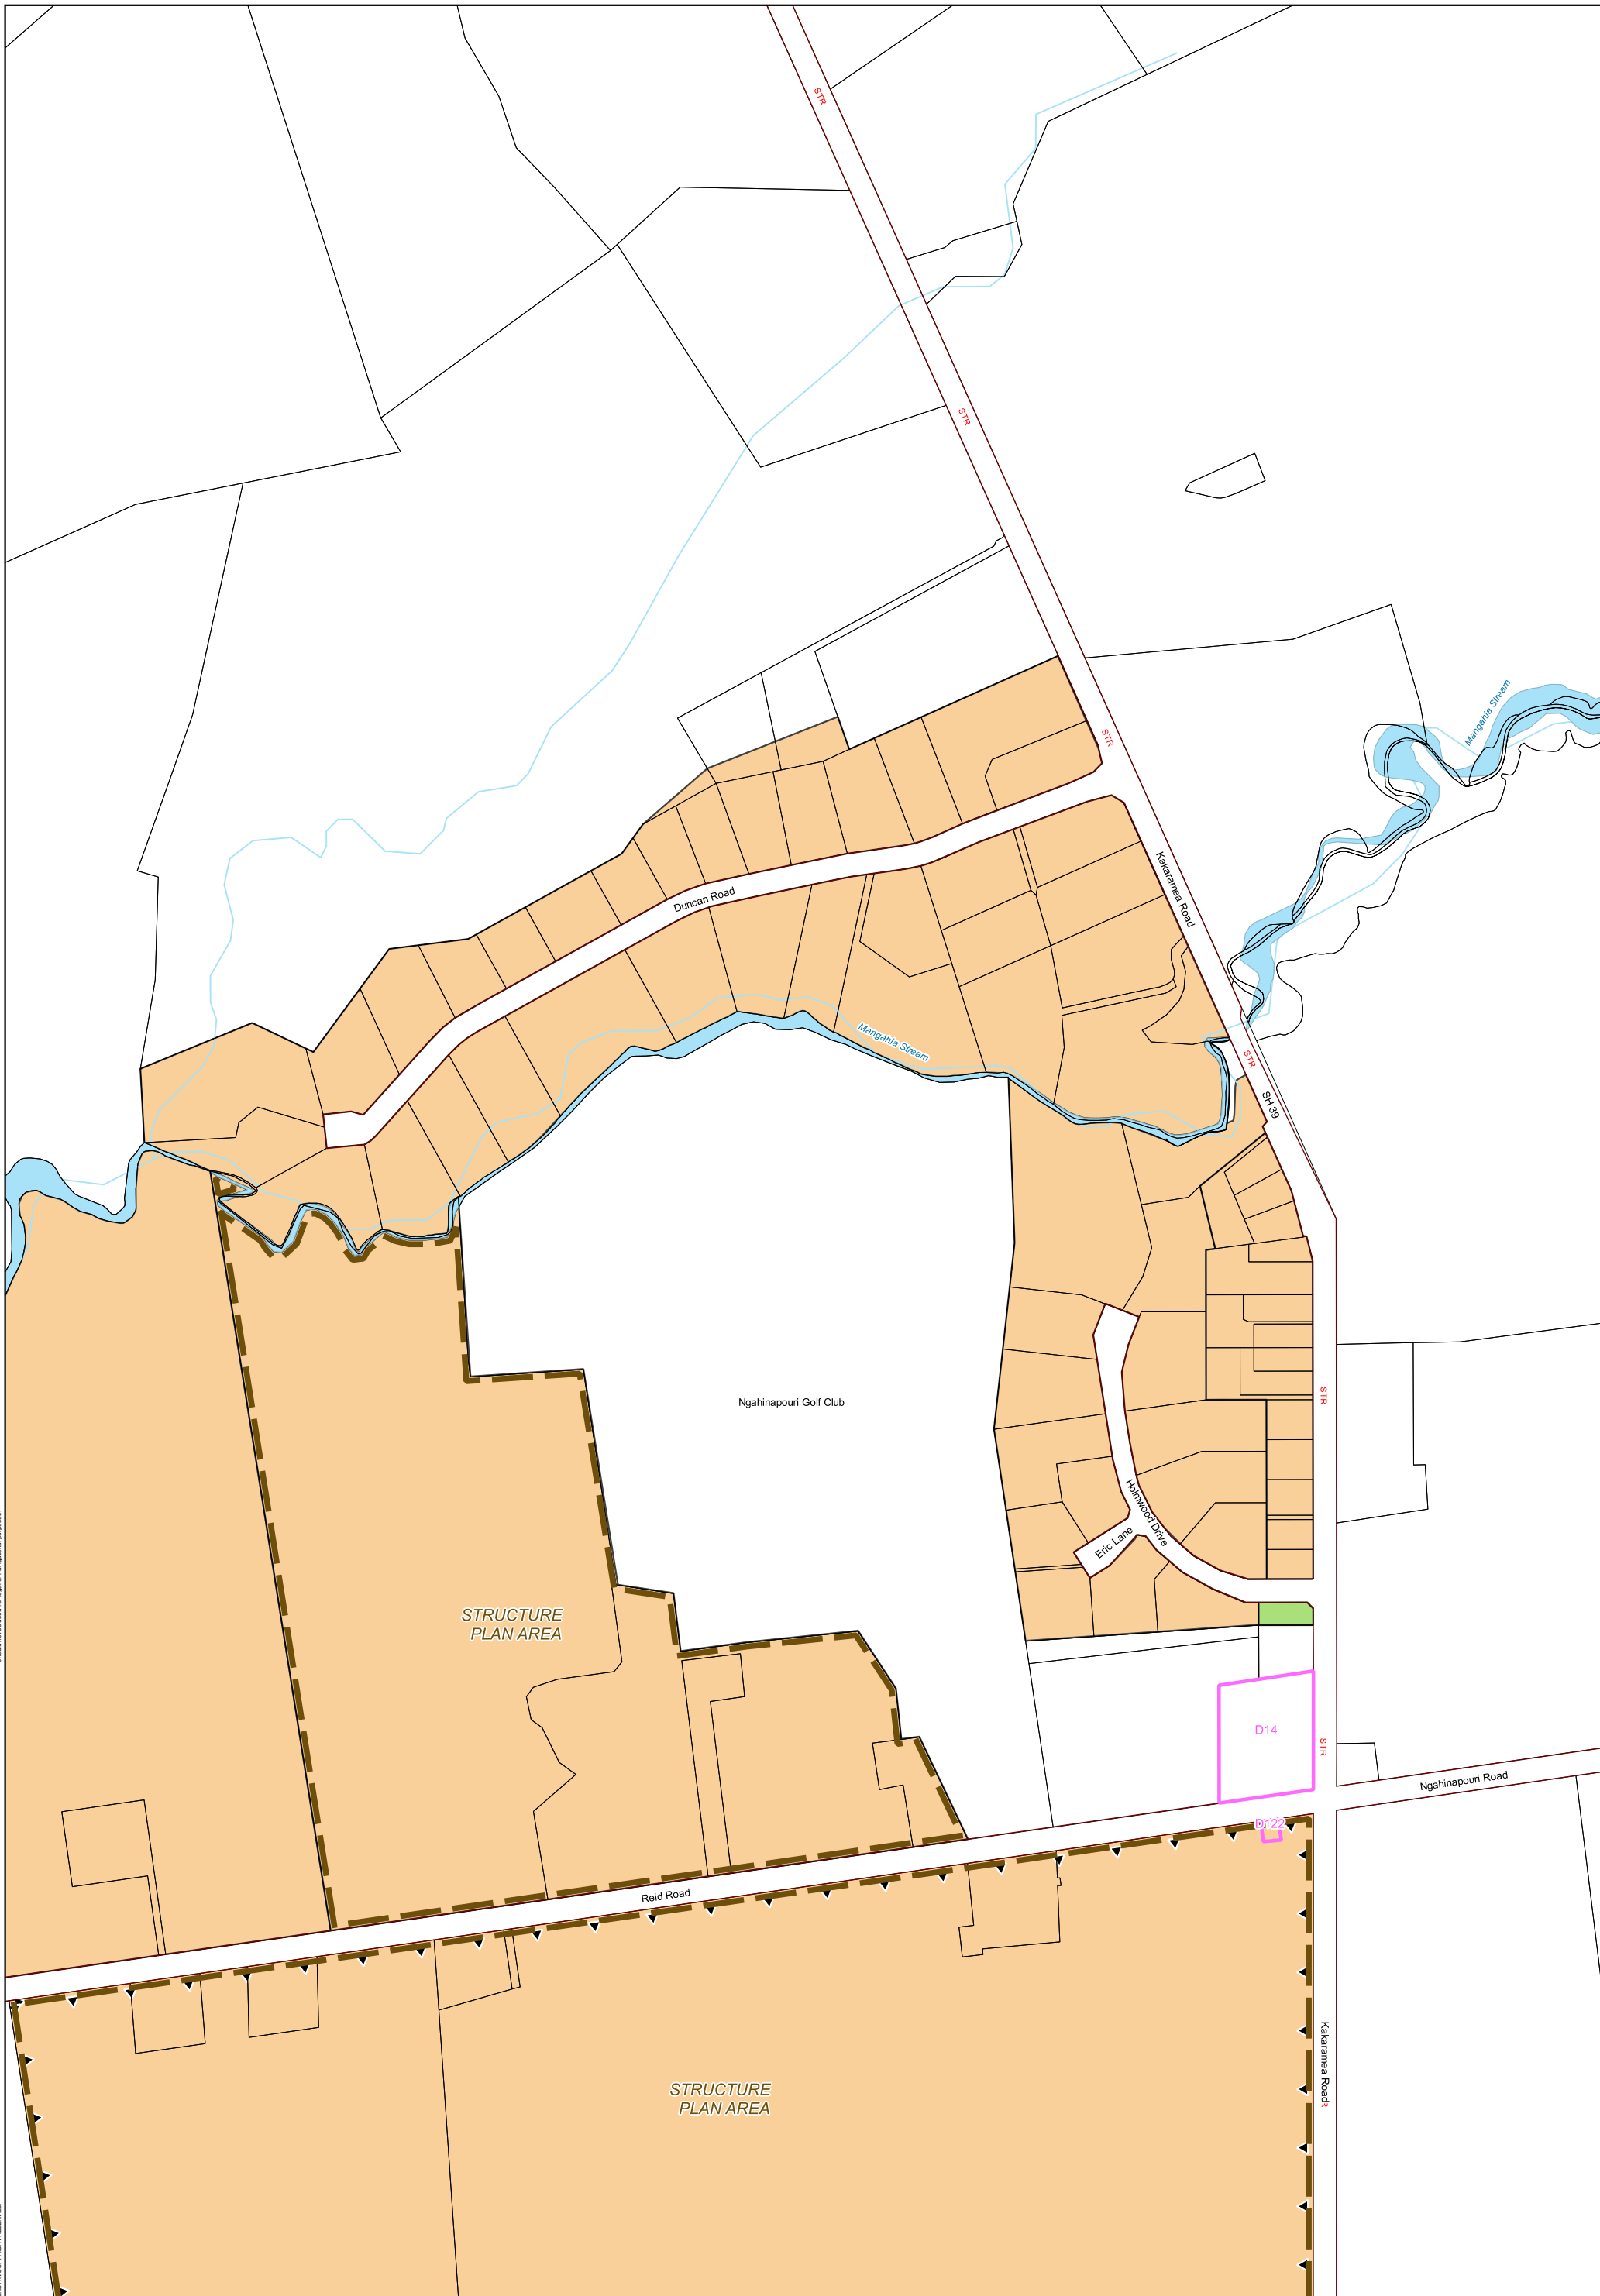 STR
STR
Mangahia Stream
STR
Kakaramea Road
Duncan Road
Mangahia Stream
STR
SH 39
STR
Ngahinapouri Golf Club
Holmwood Drive
Eric Lane
STRUCTURE
PLAN AREA
D14
STR
Ngahinapouri Road
D122
Reid Road
Kakaramea Road
STRUCTURE
PLAN AREA